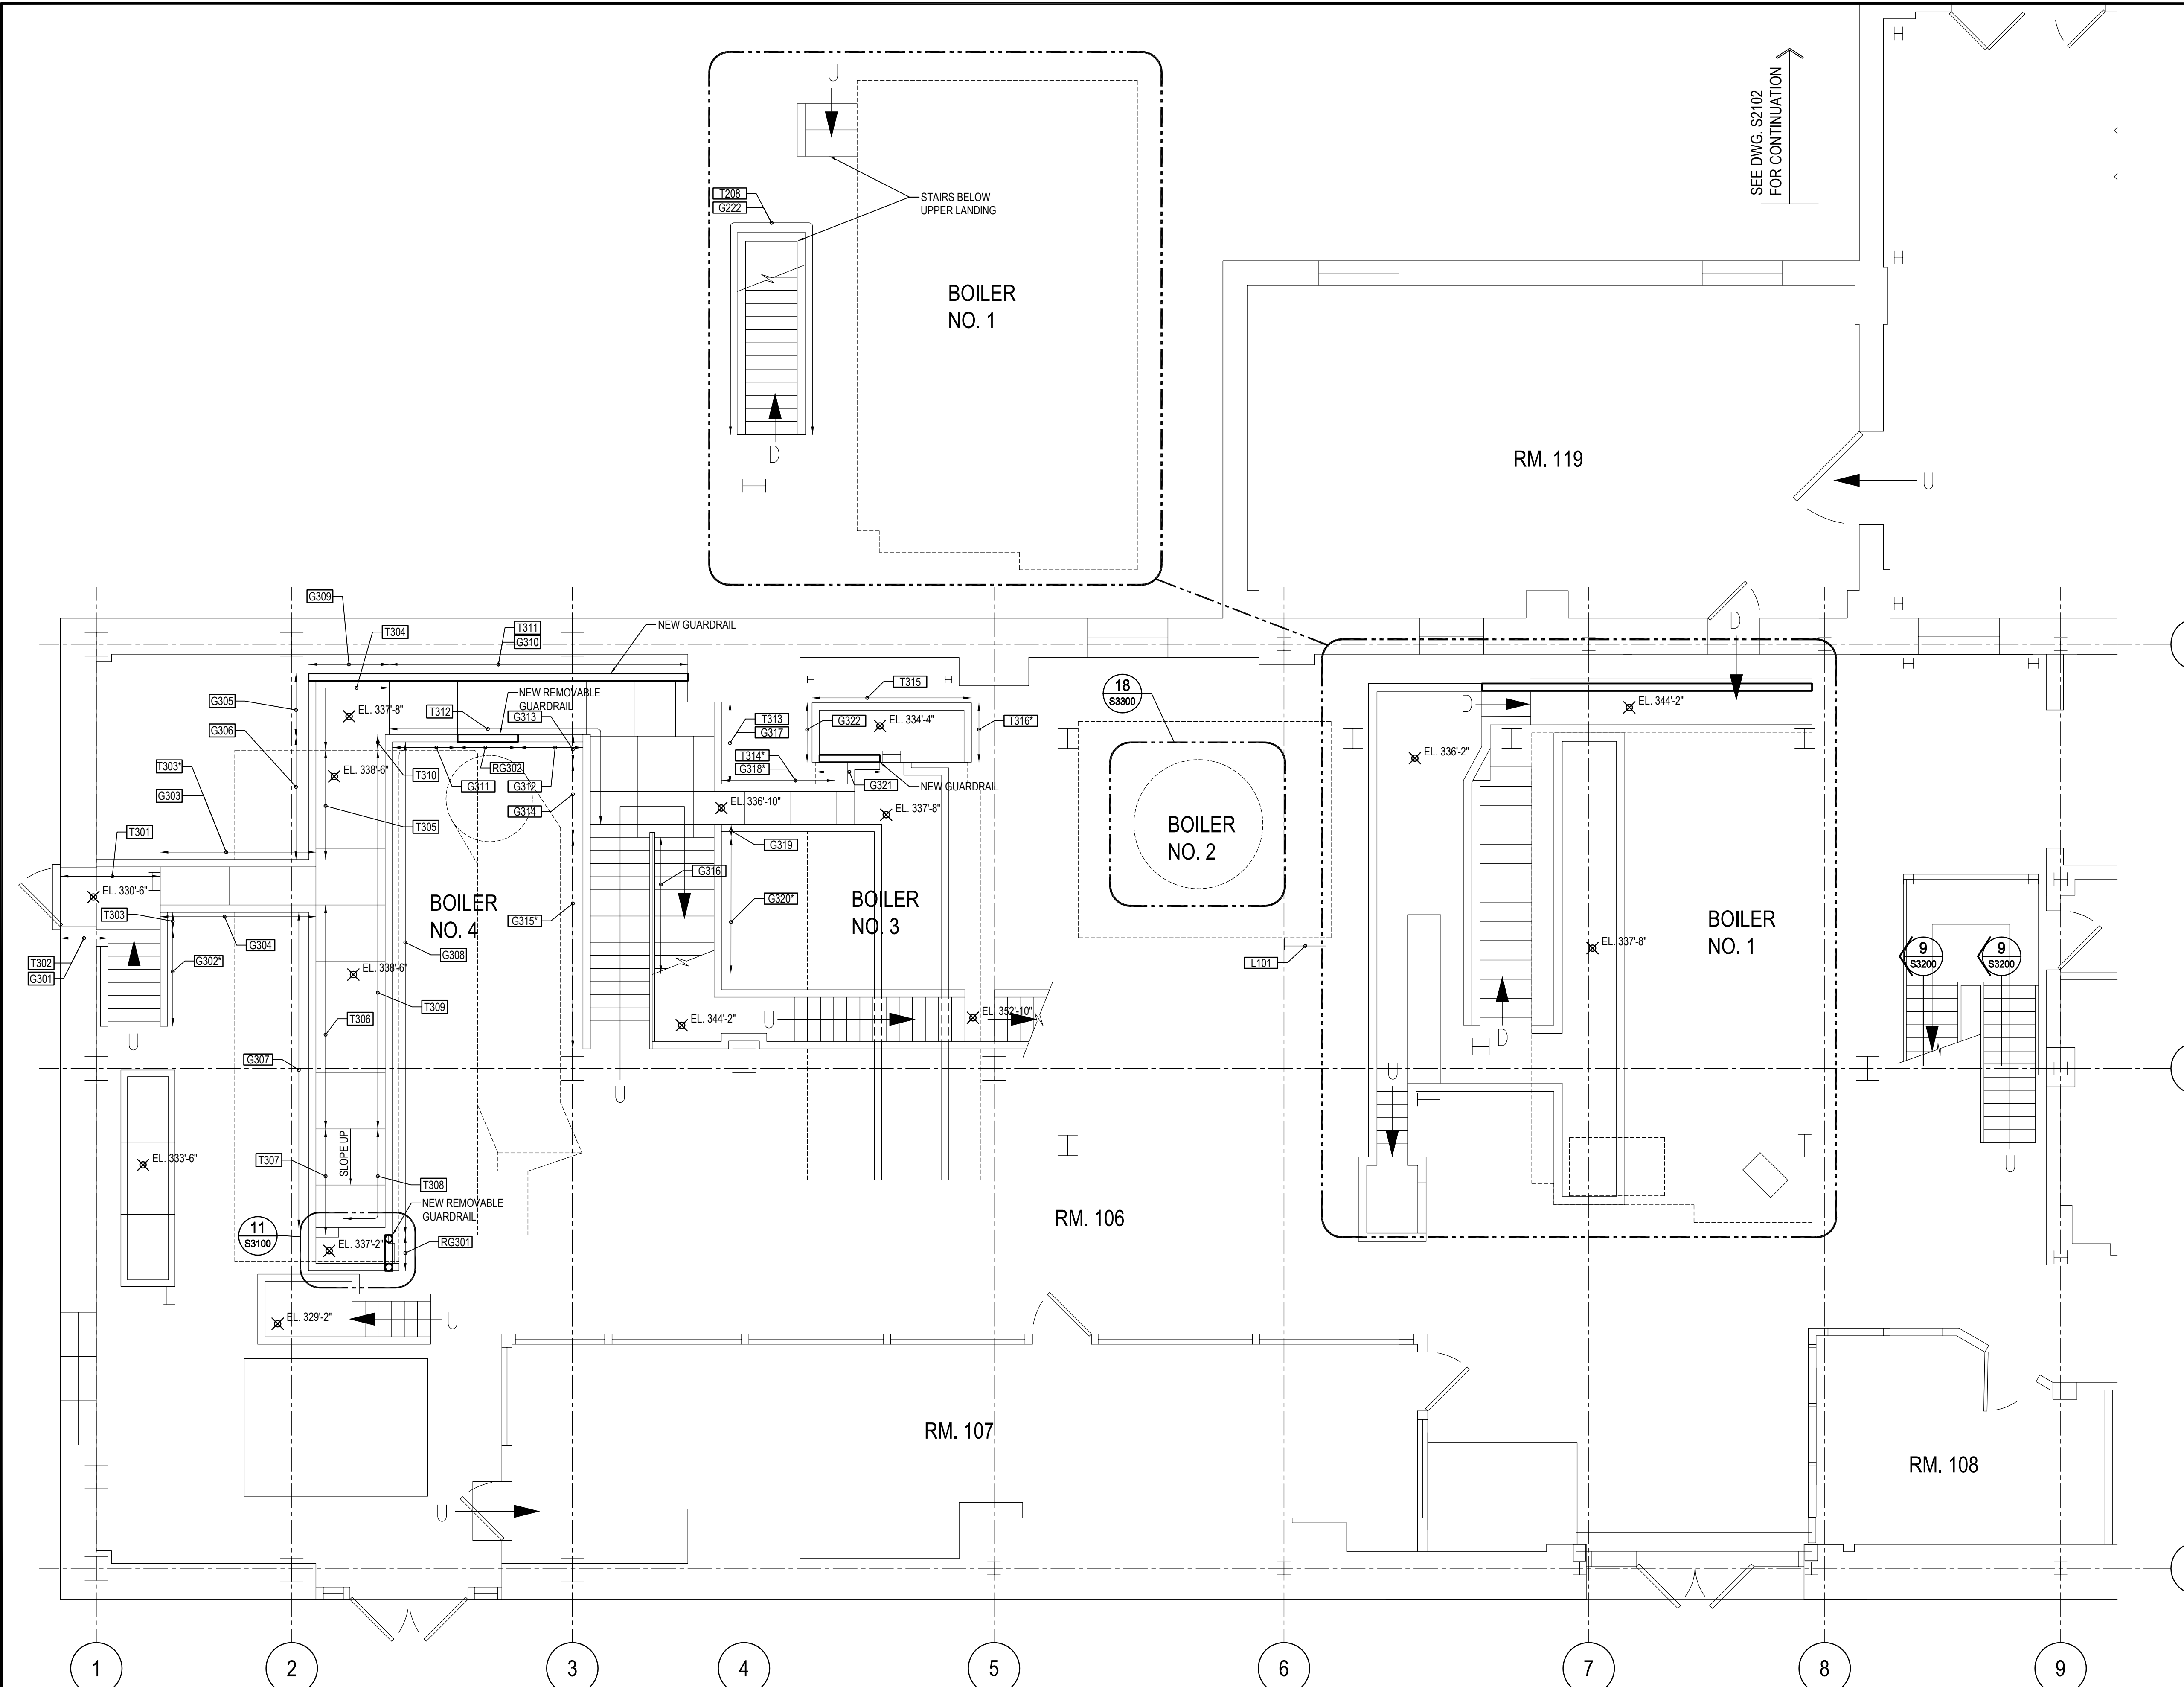 U
SEE DWG. S2102
FOR CONTINUATION
T208
G222
STAIRS BELOW
UPPER LANDING
BOILER
NO. 1
D
RM. 119
U
G309
T304
T311
G310
NEW GUARDRAIL
D
G305
G306
EL. 337'-8"
T312
NEW REMOVABLE
GUARDRAIL
G313
T315
T313
G317
G322
EL. 334'-4"
T316*
18
S3300
D
EL. 344'-2"
T303*
G303
EL. 338'-6"
T310
G311
RG302
G312
T314*
G318*
G321
NEW GUARDRAIL
EL. 336'-2"
T301
T305
G314
EL. 336'-10"
EL. 337'-8"
BOILER
NO. 2
G319
G316
EL. 330'-6"
T303
BOILER
NO. 4
G315*
G320*
BOILER
NO. 3
BOILER
NO. 1
T302
G301
G302*
G304
G308
EL. 338'-6"
L101
EL. 337'-8"
9
S3200
9
S3200
T309
T306
EL. 344'-2"
U
EL. 352'-10"
D
U
G307
U
U
EL. 333'-6"
T307
SLOPE UP
T308
U
NEW REMOVABLE
GUARDRAIL
11
S3100
EL. 337'-2"
RG301
RM. 106
EL. 329'-2"
U
RM. 107
RM. 108
U
1
2
3
4
5
6
7
8
9